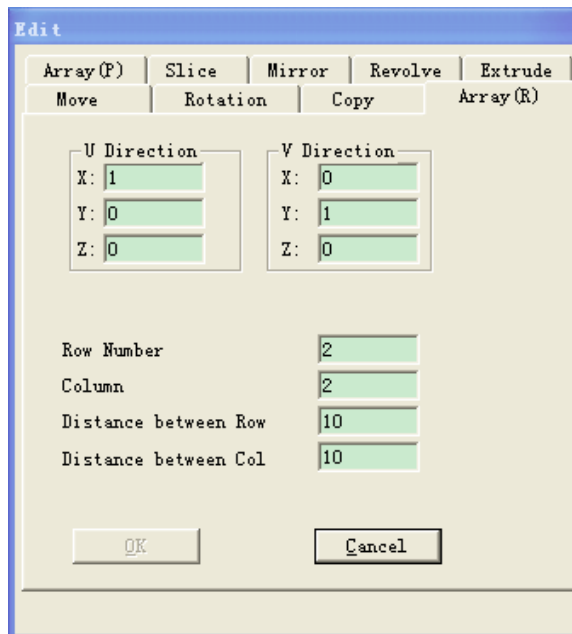 Edit
Array(P) Slice Mirror Revolve Extrude
Move Rotation Copy Array(R)
U Direction V Direction
X: 1 X: 0
Y: 0 Y: 1
Z: 0 Z: 0
Row Number 2
Column 2
Distance between Row 10
Distance between Col 10
OK Cancel